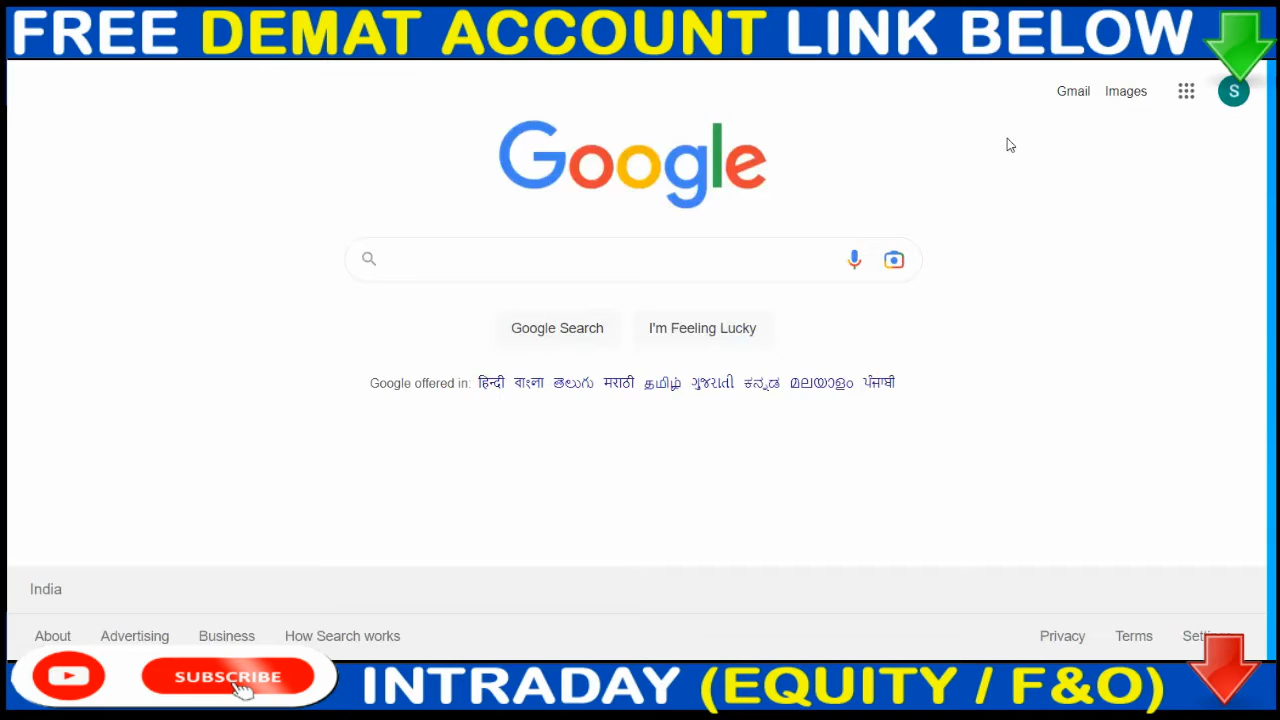 FREE DEMAT ACCOUNT LINK BELOW
Gmail Images S
Google
Google Search I'm Feeling Lucky
Google offered in: हिन्दी বাংলা తెలుగు मराठी தமிழ் ગુજરાતી ಕನ್ನಡ മലയാളം ਪੰਜਾਬੀ
India
About Advertising Business How Search works Privacy Terms
SUBSCRIBE
INTRADAY (EQUITY / F&O)